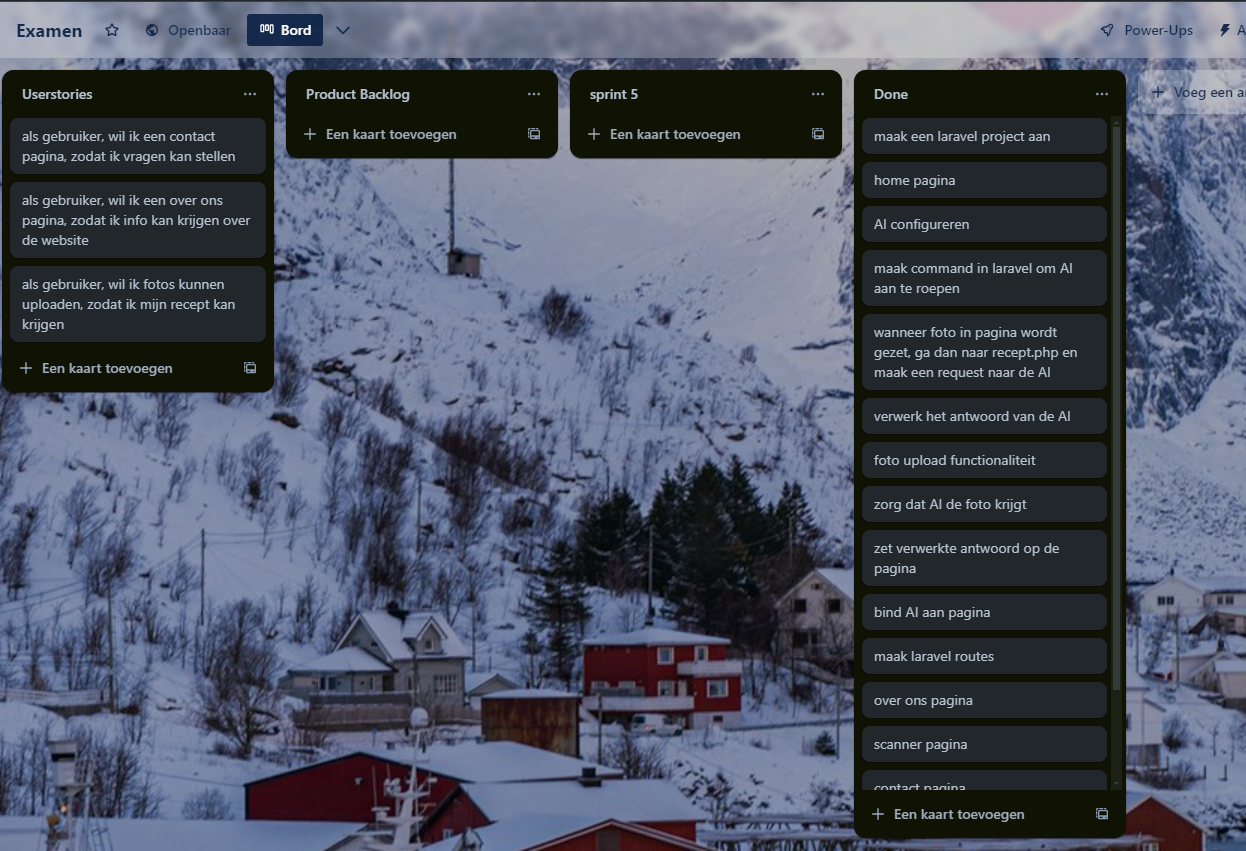 Examen
Openbaar
Bord
Power-Ups
Userstories
als gebruiker, wil ik een contact
pagina, zodat ik vragen kan stellen
als gebruiker, wil ik een over ons
pagina, zodat ik info kan krijgen over
de website
als gebruiker, wil ik fotos kunnen
uploaden, zodat ik mijn recept kan
krijgen
Een kaart toevoegen
Product Backlog
Een kaart toevoegen
sprint 5
Een kaart toevoegen
Done
maak een laravel project aan
home pagina
AI configureren
maak command in laravel om AI
aan te roepen
wanneer foto in pagina wordt
gezet, ga dan naar recept.php en
maak een request naar de AI
verwerk het antwoord van de AI
foto upload functionaliteit
zorg dat AI de foto krijgt
zet verwerkte antwoord op de
pagina
bind AI aan pagina
maak laravel routes
over ons pagina
scanner pagina
contact pagina
Een kaart toevoegen
Voeg een